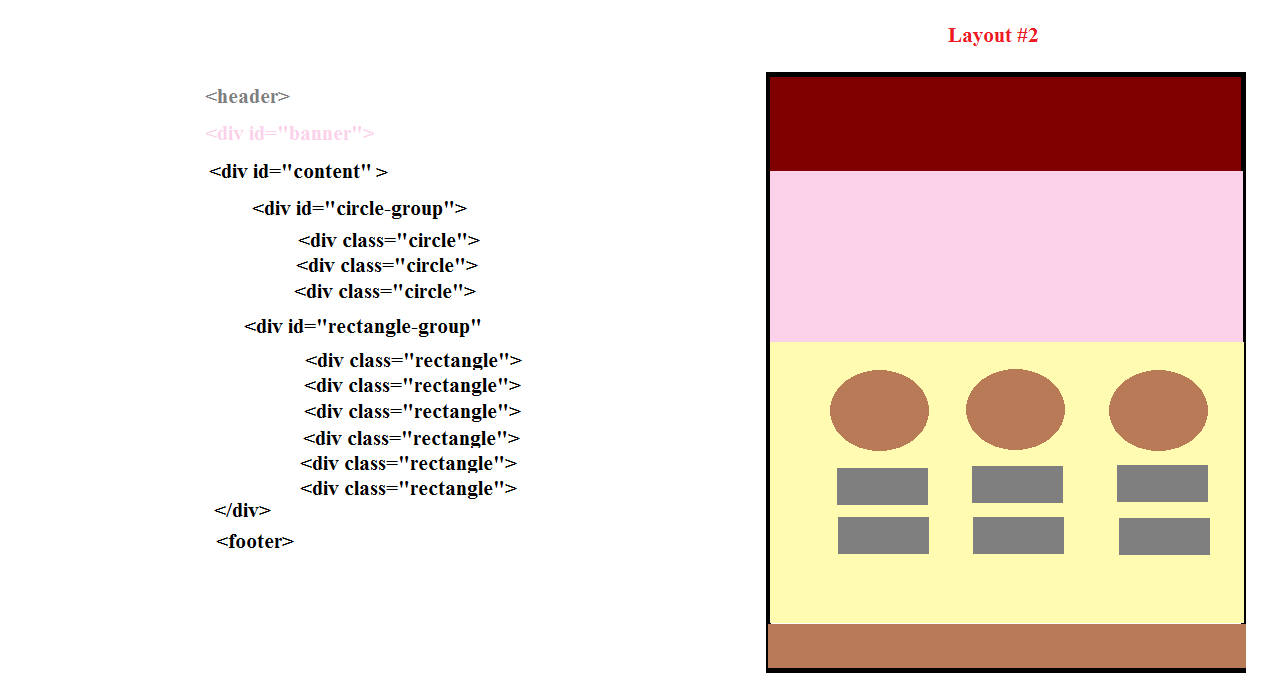 Layout #2
<header>
<div id="banner">
<div id="content" >
<div id="circle-group">
<div class="circle">
<div class="circle">
<div class="circle">
<div id="rectangle-group"
<div class="rectangle">
<div class="rectangle">
<div class="rectangle">
<div class="rectangle">
<div class="rectangle">
<div class="rectangle">
</div>
<footer>